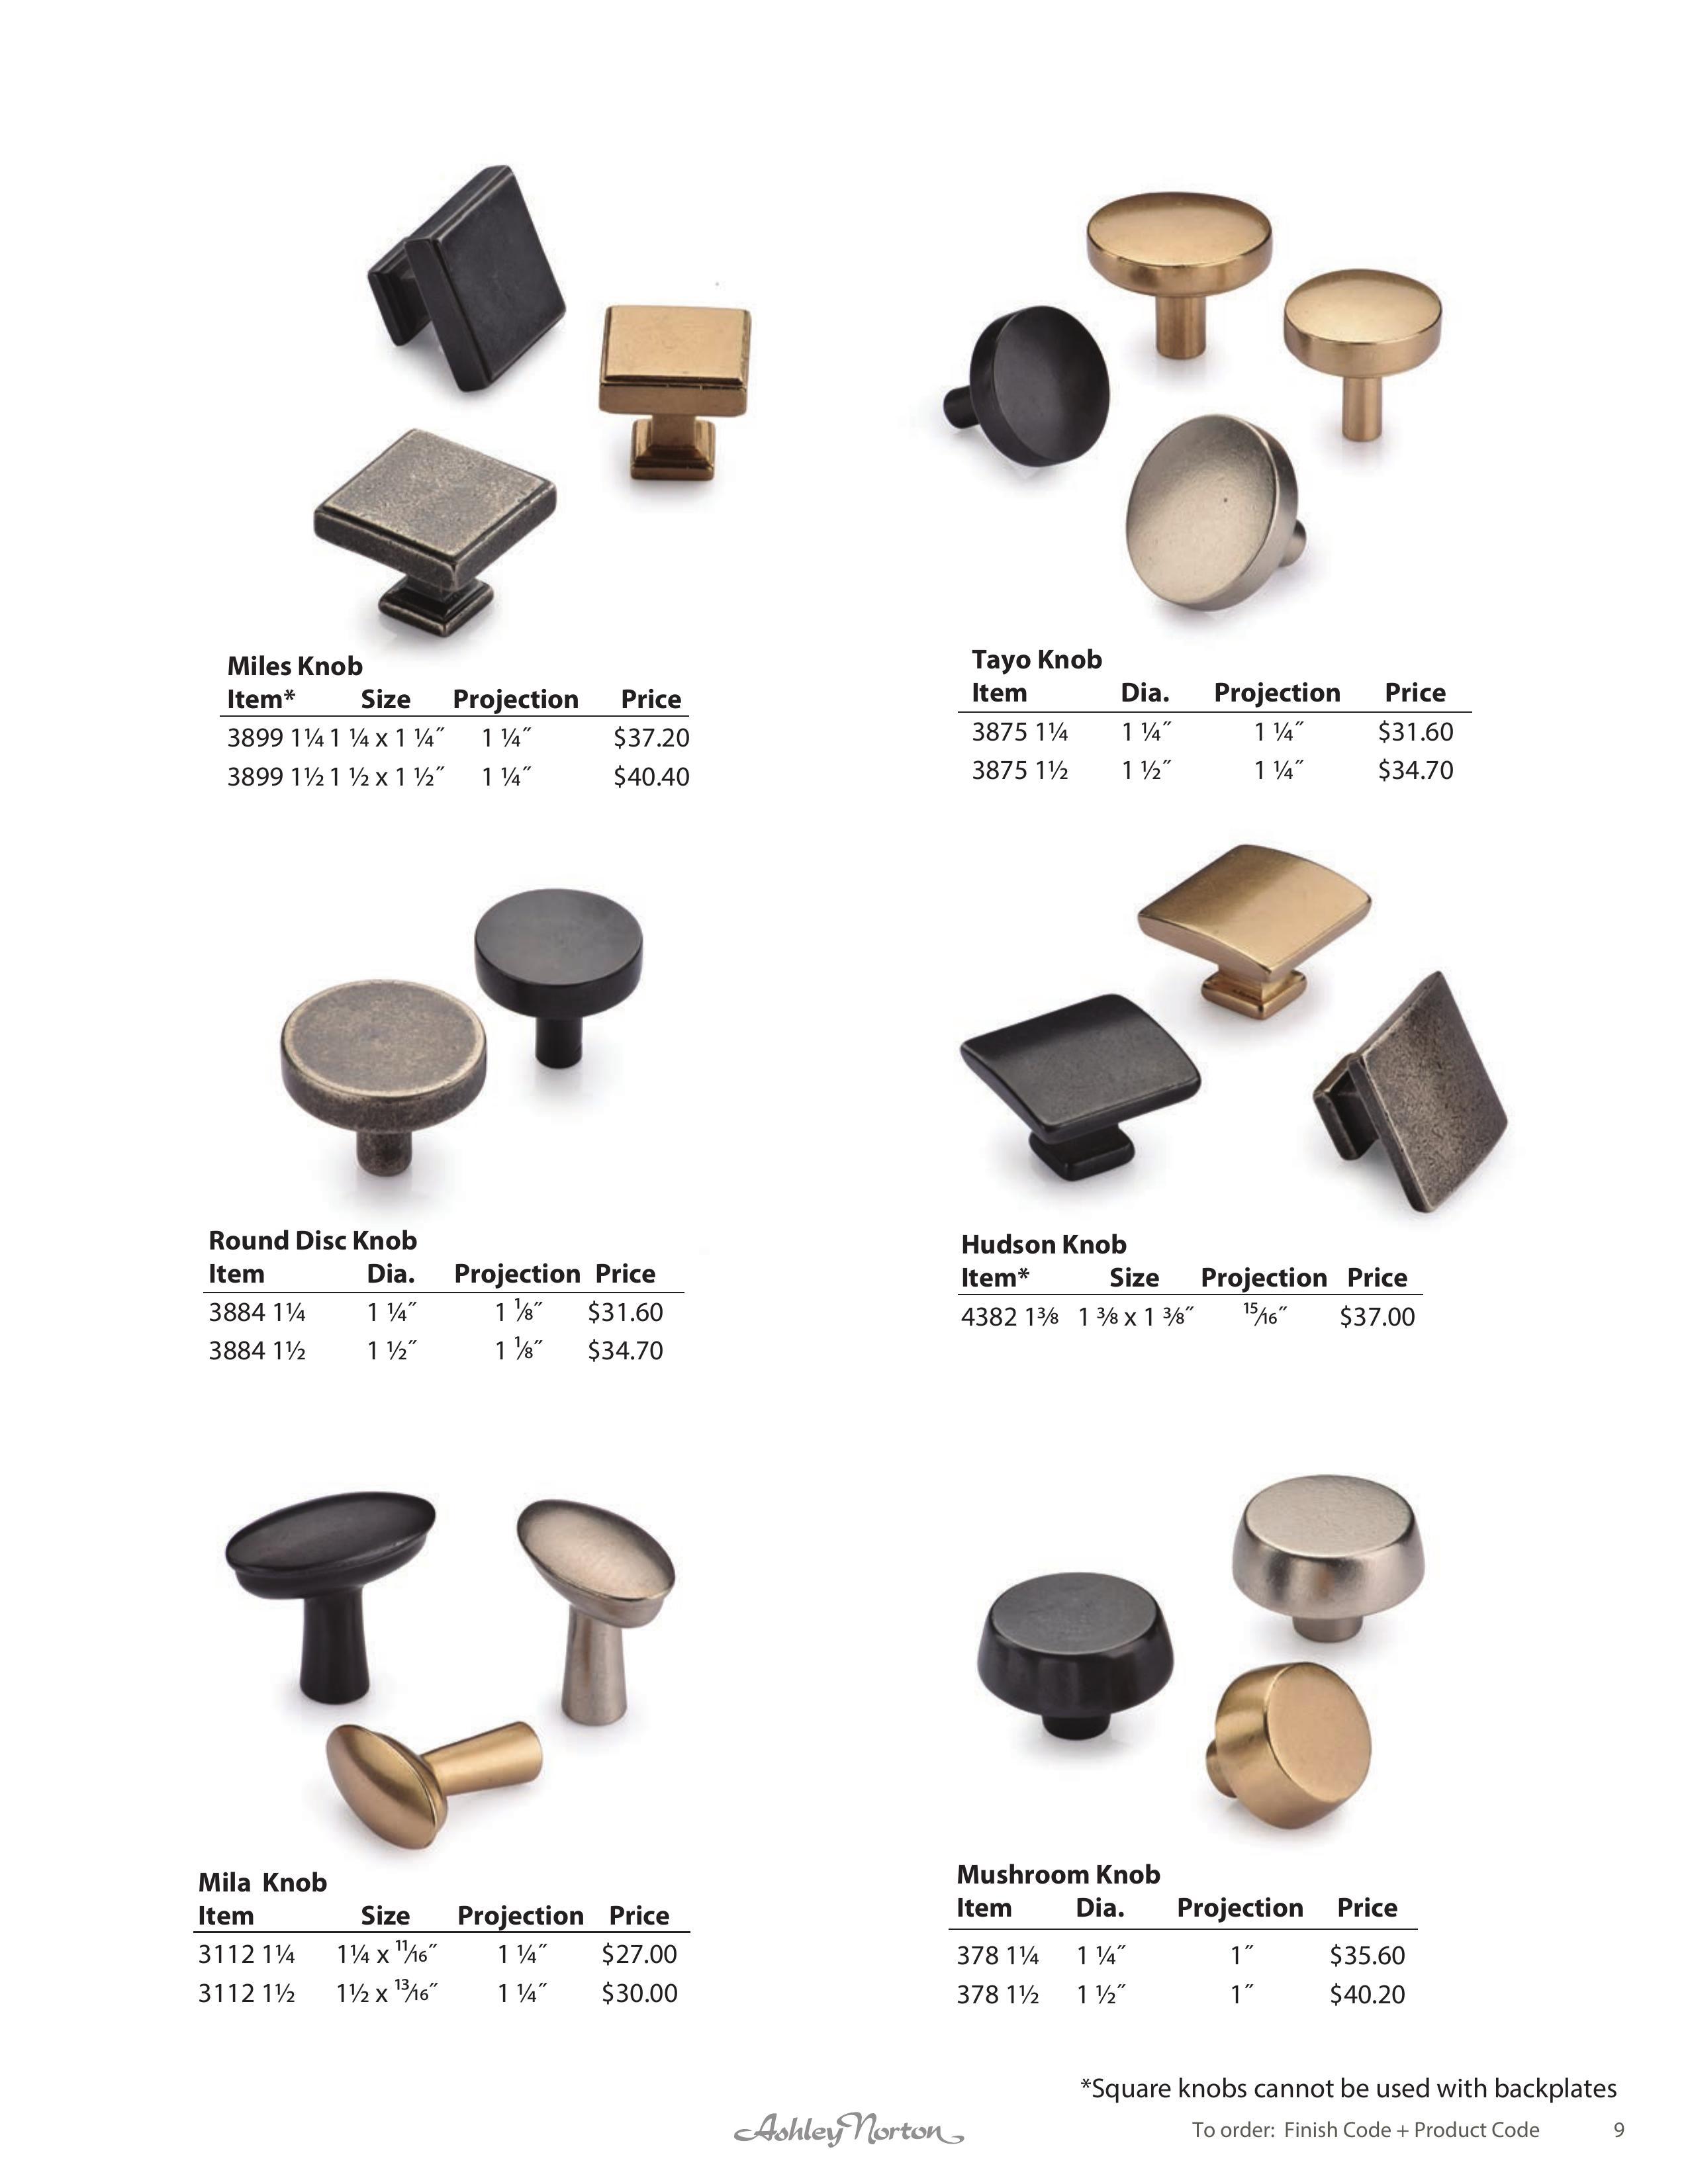 Miles Knob
Item* Size Projection Price
3899 1¼ 1 ¼ x 1 ¼″ 1 ¼″ $37.20
3899 1½ 1 ½ x 1 ½″ 1 ¼″ $40.40
Tayo Knob
Item Dia. Projection Price
3875 1¼ 1 ¼″ 1 ¼″ $31.60
3875 1½ 1 ½″ 1 ¼″ $34.70
Round Disc Knob
Item Dia. Projection Price
3884 1¼ 1 ¼″ 1 ⅛″ $31.60
3884 1½ 1 ½″ 1 ⅛″ $34.70
Hudson Knob
Item* Size Projection Price
4382 1⅜ 1 ⅜ x 1 ⅜″ 15⁄16″ $37.00
Mila Knob
Item Size Projection Price
3112 1¼ 1¼ x 11⁄16″ 1 ¼″ $27.00
3112 1½ 1½ x 13⁄16″ 1 ¼″ $30.00
Mushroom Knob
Item Dia. Projection Price
378 1¼ 1 ¼″ 1″ $35.60
378 1½ 1 ½″ 1″ $40.20
*Square knobs cannot be used with backplates
Ashley Norton
To order: Finish Code + Product Code 9